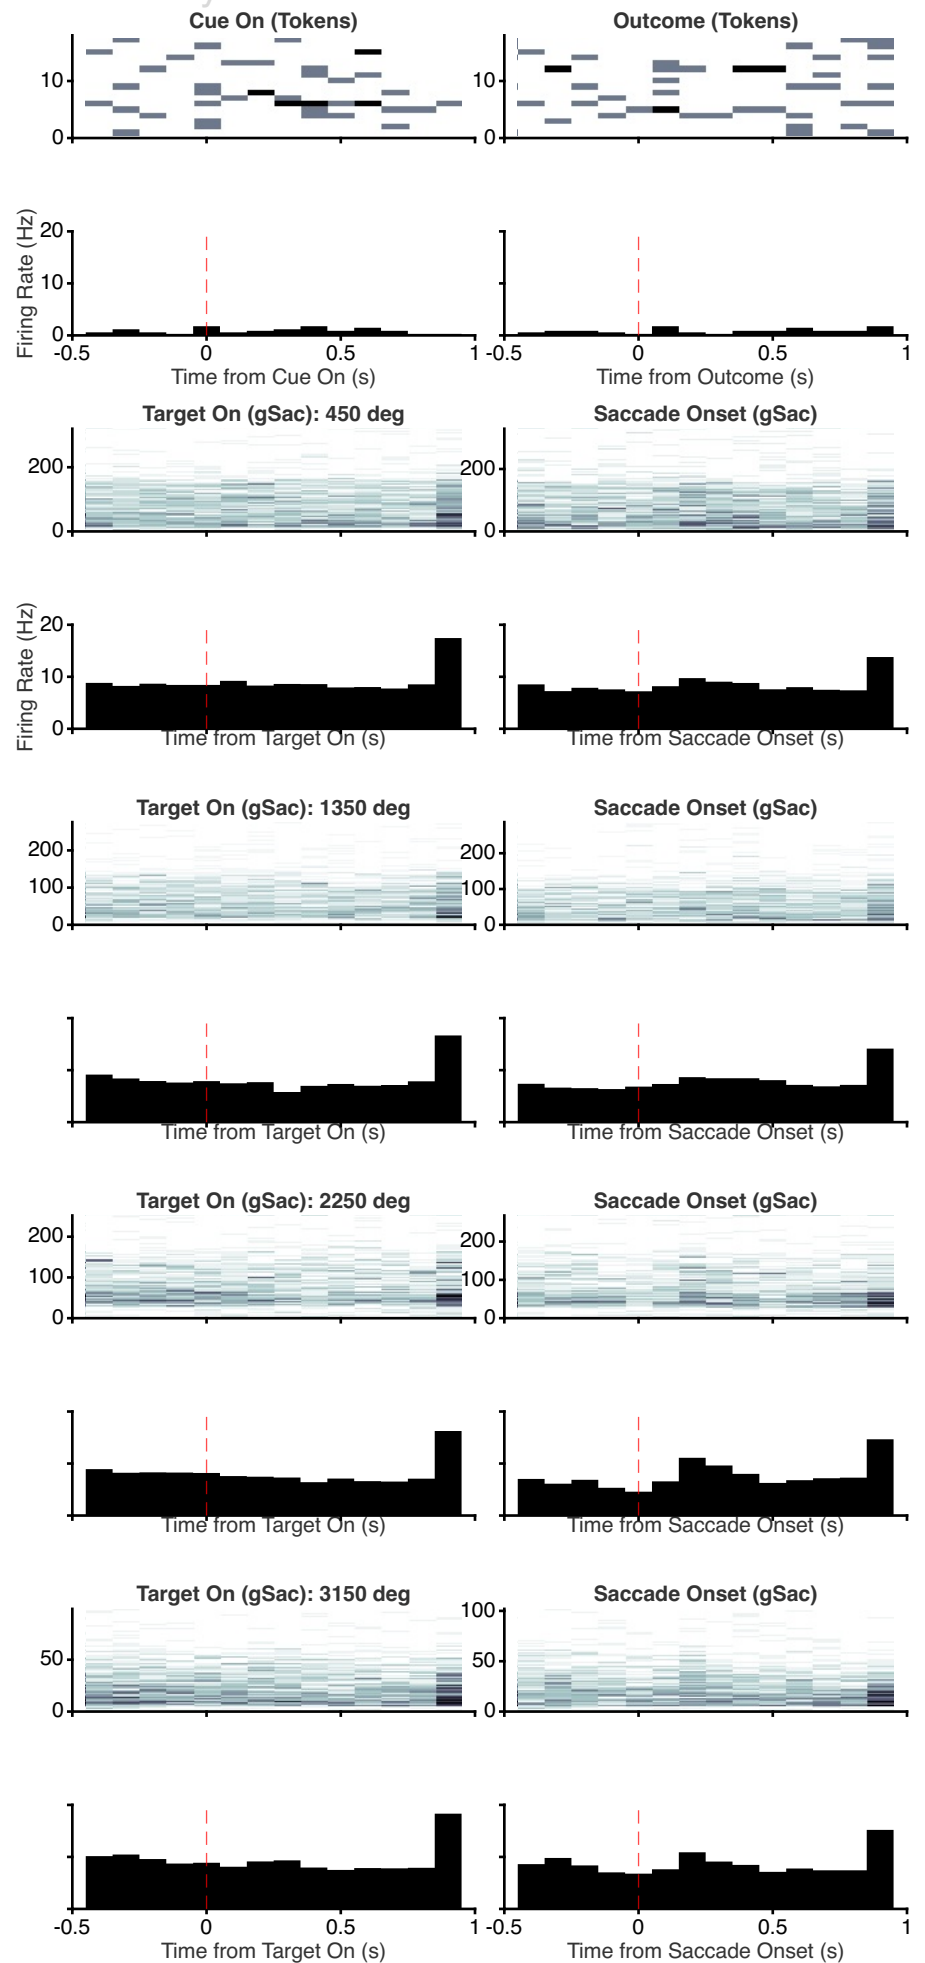 Cue On (Tokens) Outcome (Tokens)
10 10
0 0
Firing Rate (Hz)
20
10
0
-0.5 0 0.5 1 -0.5 0 0.5 1
Time from Cue On (s) Time from Outcome (s)
Target On (gSac): 450 deg Saccade Onset (gSac)
200 200
0 0
Firing Rate (Hz)
20
10
0
Time from Target On (s) Time from Saccade Onset (s)
Target On (gSac): 1350 deg Saccade Onset (gSac)
200 200
100 100
0 0
Time from Target On (s) Time from Saccade Onset (s)
Target On (gSac): 2250 deg Saccade Onset (gSac)
200 200
100 100
0 0
Time from Target On (s) Time from Saccade Onset (s)
Target On (gSac): 3150 deg Saccade Onset (gSac)
100
50 50
0 0
-0.5 0 0.5 1 -0.5 0 0.5 1
Time from Target On (s) Time from Saccade Onset (s)